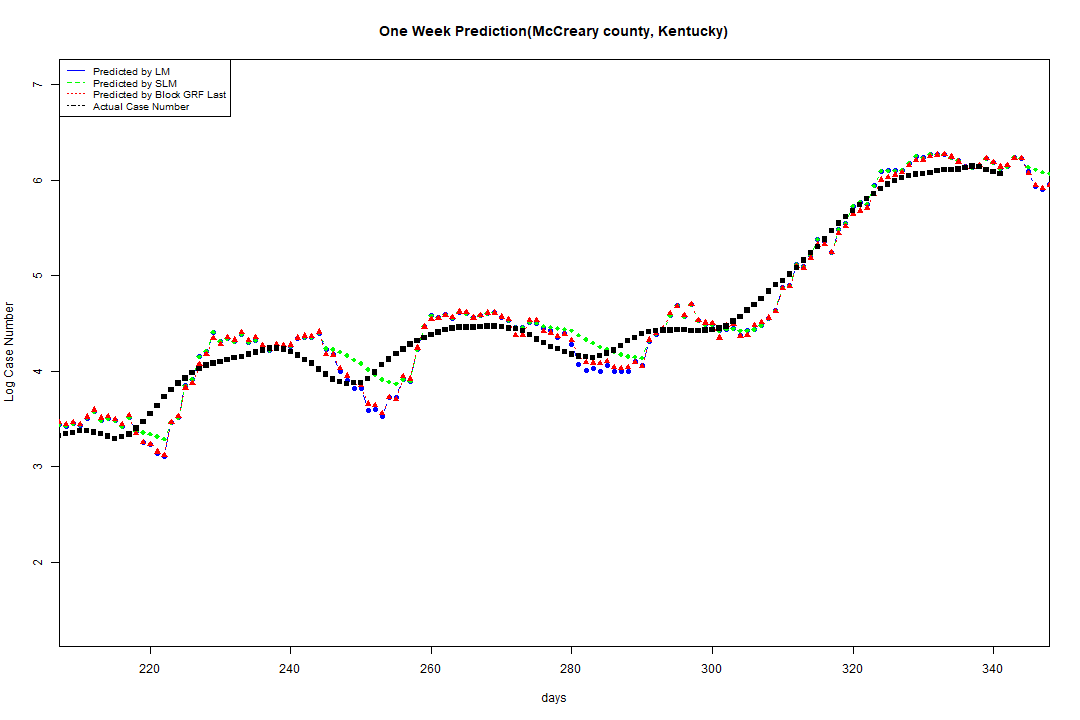 One Week Prediction(McCreary county, Kentucky)
Predicted by LM
Predicted by SLM
Predicted by Block GRF Last
Actual Case Number
7
6
5
4
3
2
Log Case Number
220 240 260 280 300 320 340
days